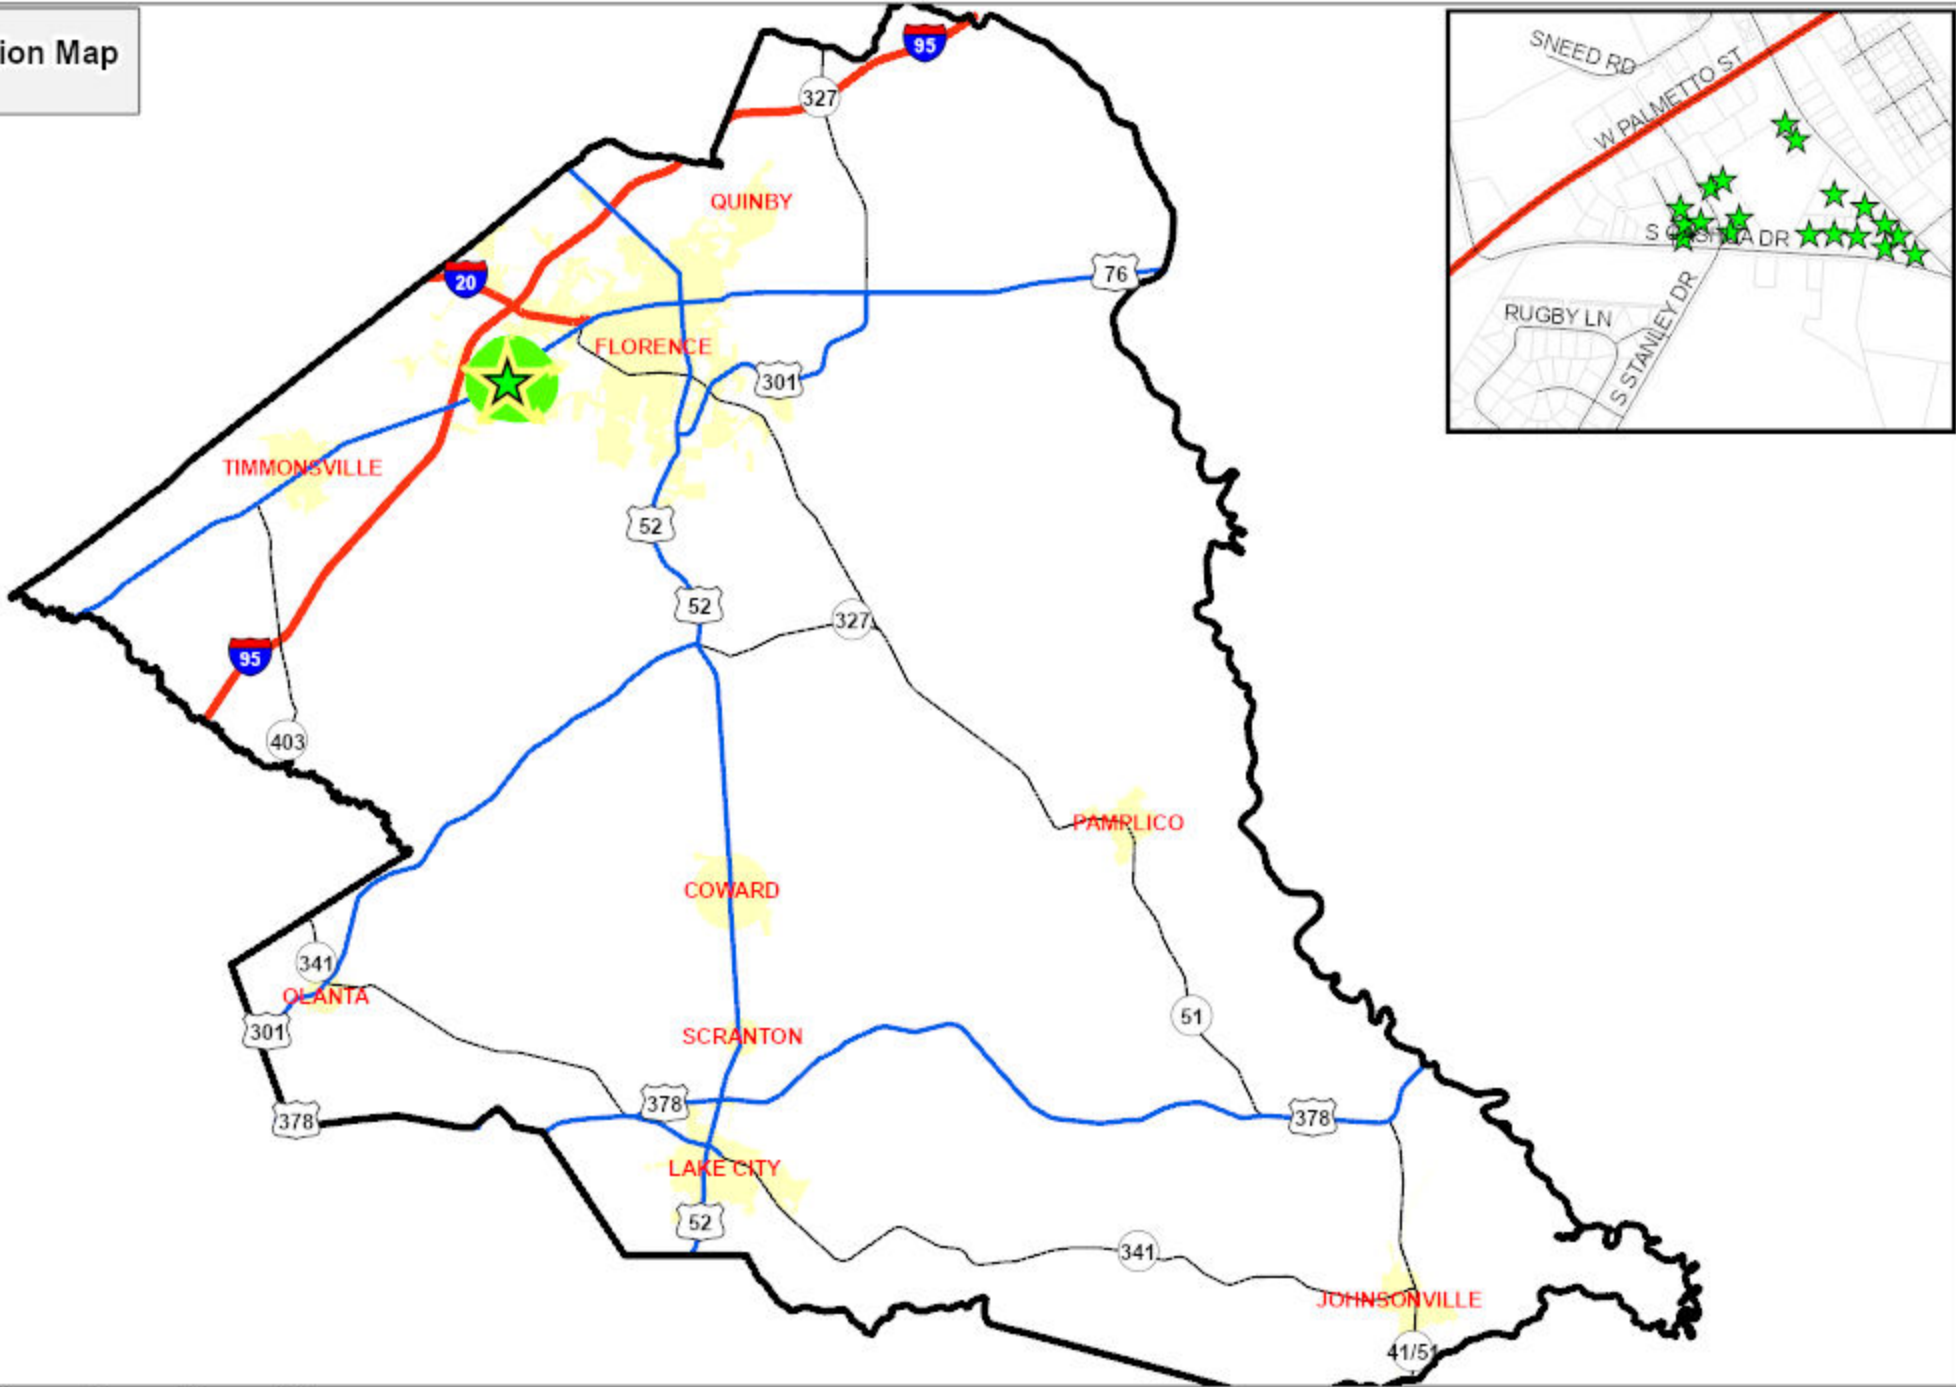 ion Map
95
327
QUINBY
20
76
FLORENCE
301
TIMMONSVILLE
52
52
327
95
403
PAMPLICO
COWARD
341
OLANTA
301
51
SCRANTON
378
378
378
LAKE CITY
52
341
JOHNSONVILLE
41/51
SNEED RD
W PALMETTO ST
S CASHUA DR
RUGBY LN
S STANLEY DR